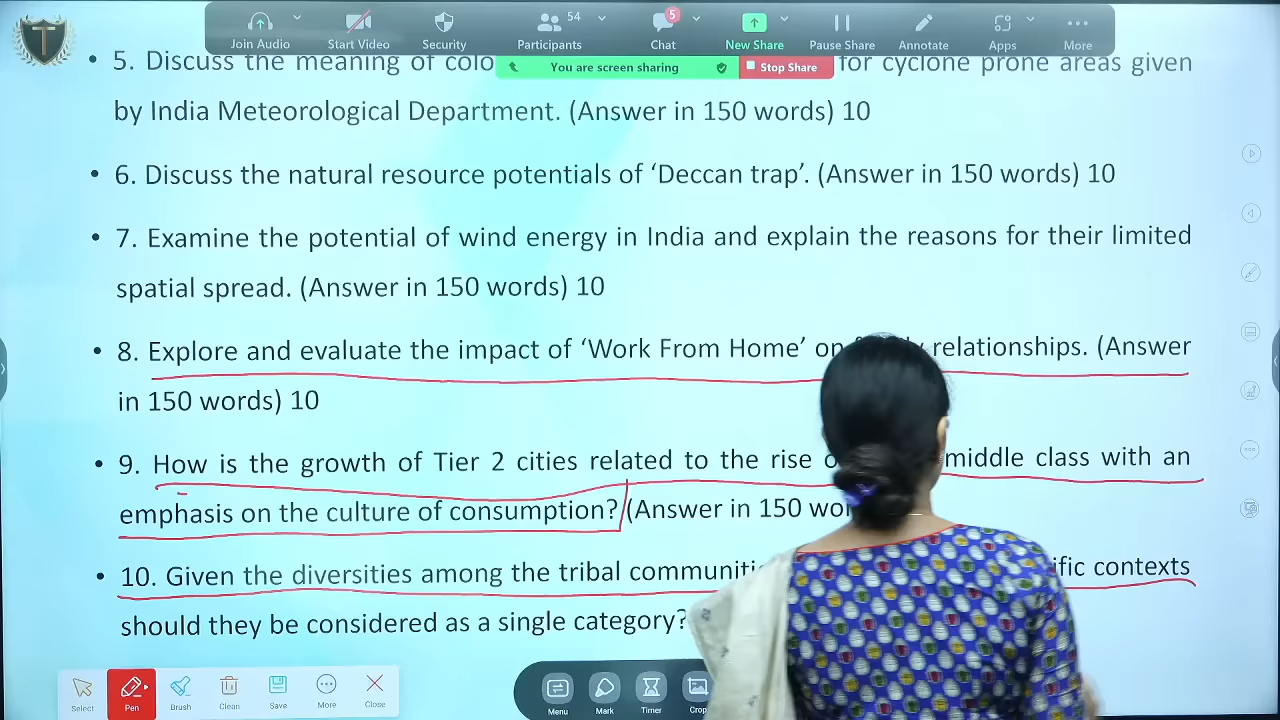 T
54
5
Join Audio
Start Video
Security
Participants
Chat
New Share
Pause Share
Annotate
Apps
More
You are screen sharing
Stop Share
• 5. Discuss the meaning of colo for cyclone prone areas given
by India Meteorological Department. (Answer in 150 words) 10
• 6. Discuss the natural resource potentials of ‘Deccan trap’. (Answer in 150 words) 10
• 7. Examine the potential of wind energy in India and explain the reasons for their limited
spatial spread. (Answer in 150 words) 10
• 8. Explore and evaluate the impact of ‘Work From Home’ on relationships. (Answer
in 150 words) 10
• 9. How is the growth of Tier 2 cities related to the rise middle class with an
emphasis on the culture of consumption? (Answer in 150
• 10. Given the diversities among the tribal contexts
should they be considered as a single category?
Select
Pen
Brush
Clean
Save
More
Close
Menu
Mark
Timer
Crop